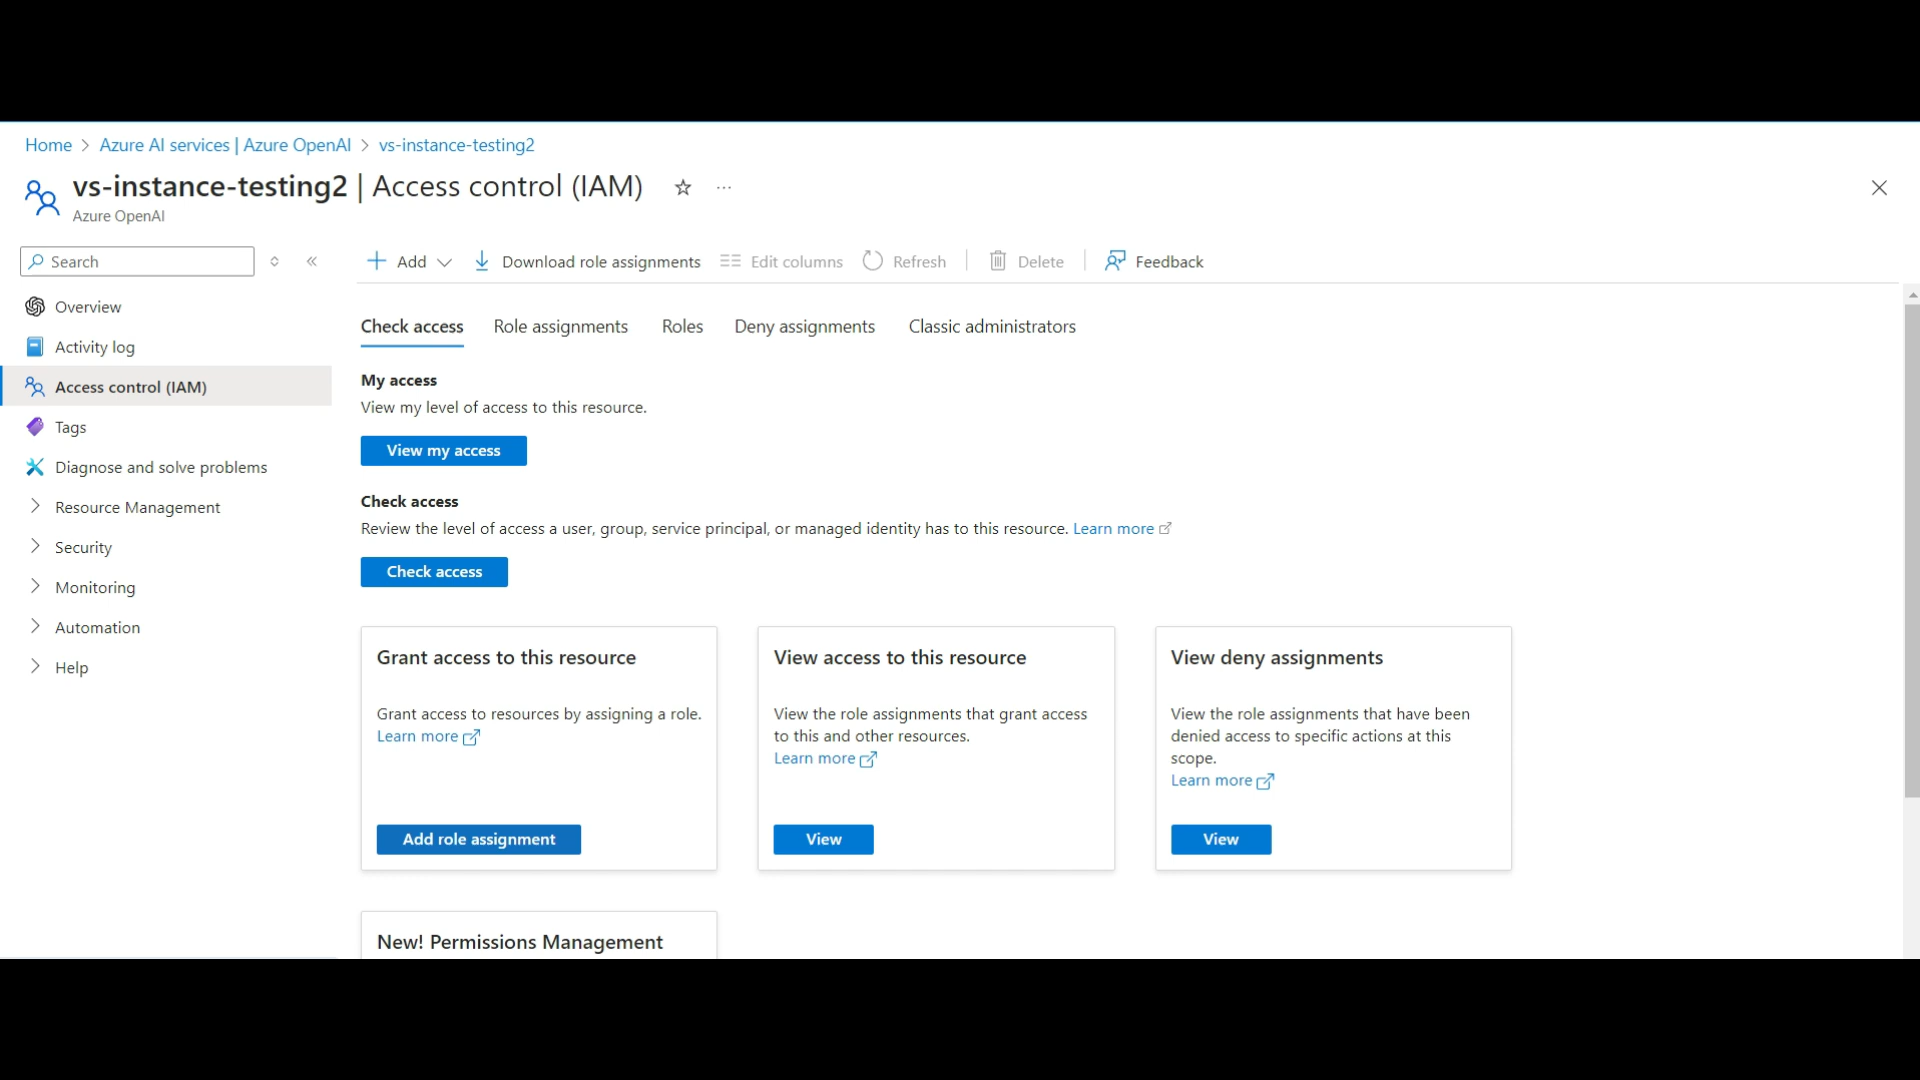 Home > Azure AI services | Azure OpenAI > vs-instance-testing2
vs-instance-testing2 | Access control (IAM)
Azure OpenAI
Search
Overview
Activity log
Access control (IAM)
Tags
Diagnose and solve problems
Resource Management
Security
Monitoring
Automation
Help
Add
Download role assignments
Edit columns
Refresh
Delete
Feedback
Check access
Role assignments
Roles
Deny assignments
Classic administrators
My access
View my level of access to this resource.
View my access
Check access
Review the level of access a user, group, service principal, or managed identity has to this resource. Learn more
Check access
Grant access to this resource
Grant access to resources by assigning a role.
Learn more
Add role assignment
View access to this resource
View the role assignments that grant access
to this and other resources.
Learn more
View
View deny assignments
View the role assignments that have been
denied access to specific actions at this
scope.
Learn more
View
New! Permissions Management